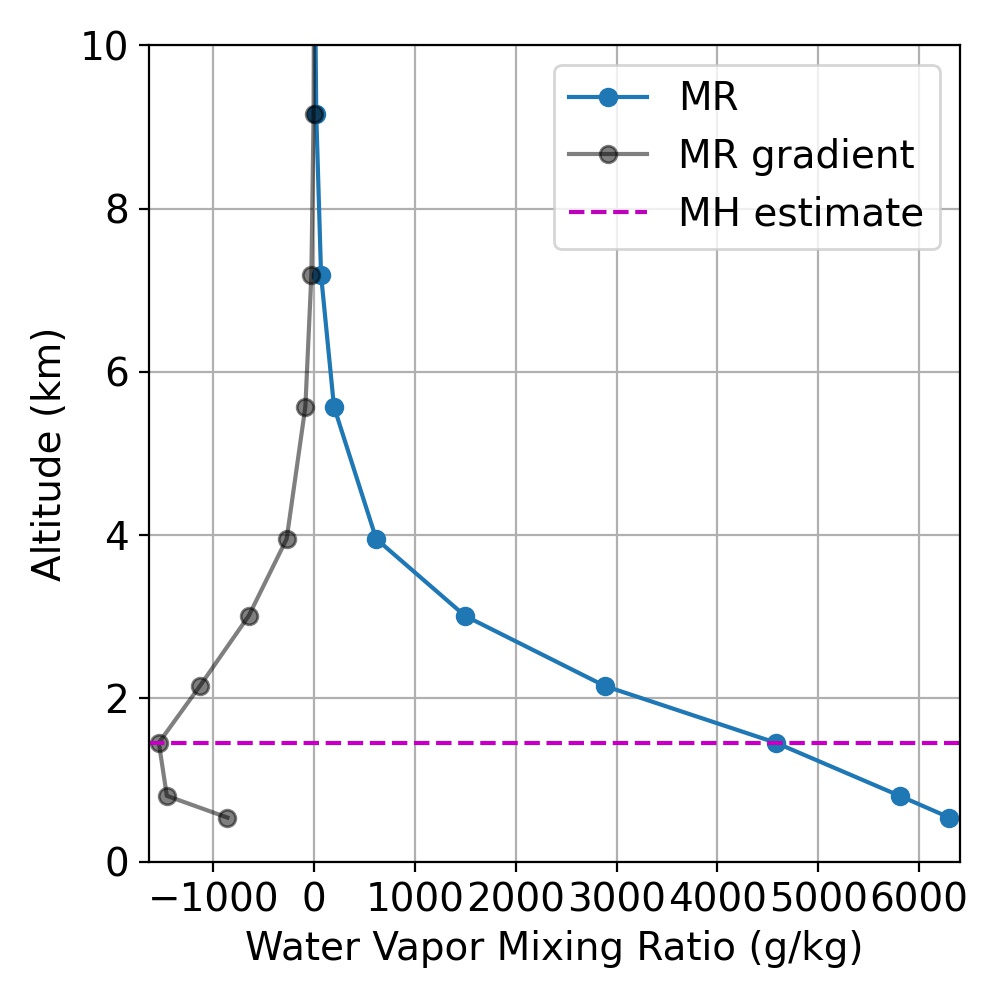 10
8
6
4
2
0
Altitude (km)
MR
MR gradient
MH estimate
−1000 0 1000 2000 3000 4000 5000 6000
Water Vapor Mixing Ratio (g/kg)